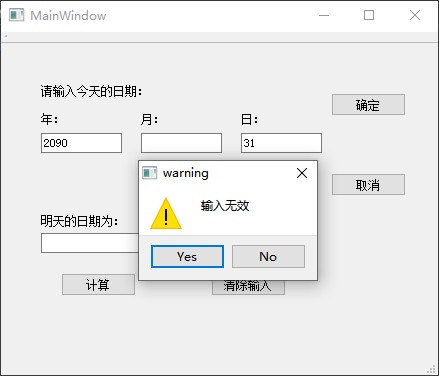 MainWindow
请输入今天的日期：
确定
年： 月： 日：
2090 31
warning
取消
输入无效
明天的日期为：
Yes No
计算 清除输入